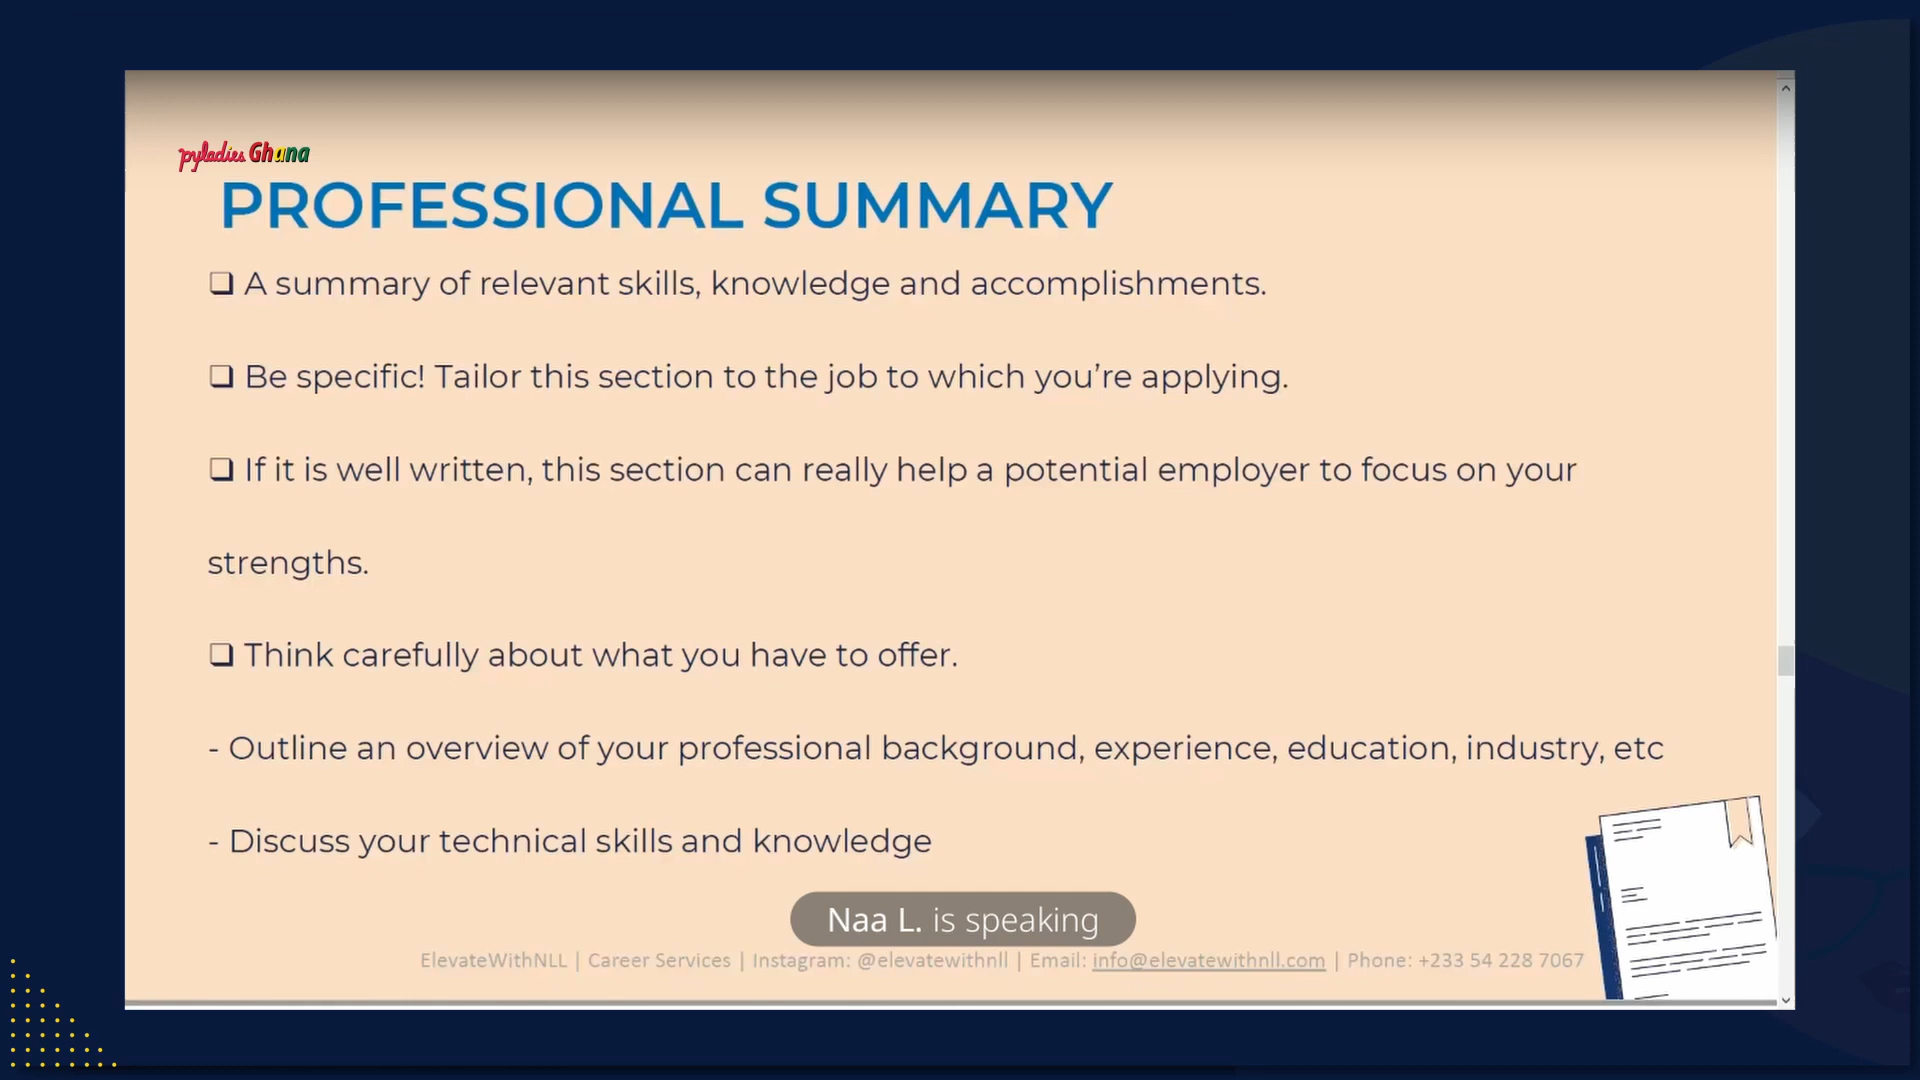 pyladies Ghana
PROFESSIONAL SUMMARY
❑ A summary of relevant skills, knowledge and accomplishments.
❑ Be specific! Tailor this section to the job to which you’re applying.
❑ If it is well written, this section can really help a potential employer to focus on your
strengths.
❑ Think carefully about what you have to offer.
- Outline an overview of your professional background, experience, education, industry, etc
- Discuss your technical skills and knowledge
Naa L. is speaking
ElevateWithNLL | Career Services | Instagram: @elevatewithnll | Email: info@elevatewithnll.com | Phone: +233 54 228 7067